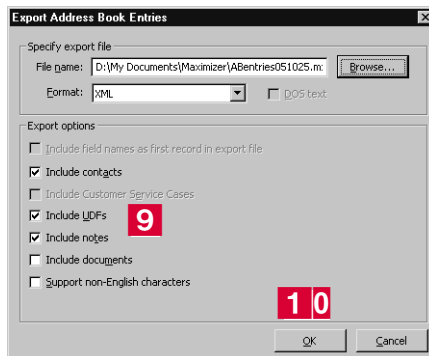 Export Address Book Entries
Specify export file
File name: D:\My Documents\Maximizer\ABentries051025.m
Browse...
Format: XML
DOS text
Export options
Include field names as first record in export file
Include contacts
Include Customer Service Cases
Include UDFs
9
Include notes
Include documents
Support non-English characters
1 0
OK Cancel